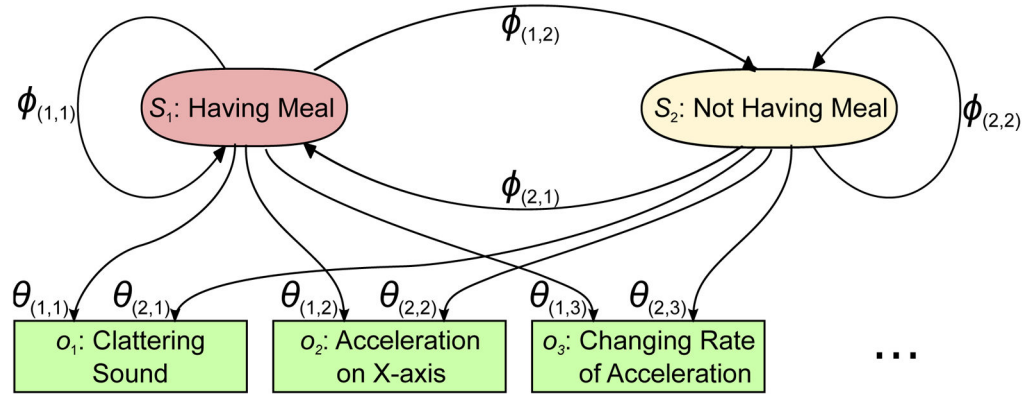 ϕ(1,2)
ϕ(1,1)
S1: Having Meal
S2: Not Having Meal
ϕ(2,2)
ϕ(2,1)
θ(1,1)
θ(2,1)
θ(1,2)
θ(2,2)
θ(1,3)
θ(2,3)
o1: Clattering
Sound
o2: Acceleration
on X-axis
o3: Changing Rate
of Acceleration
...